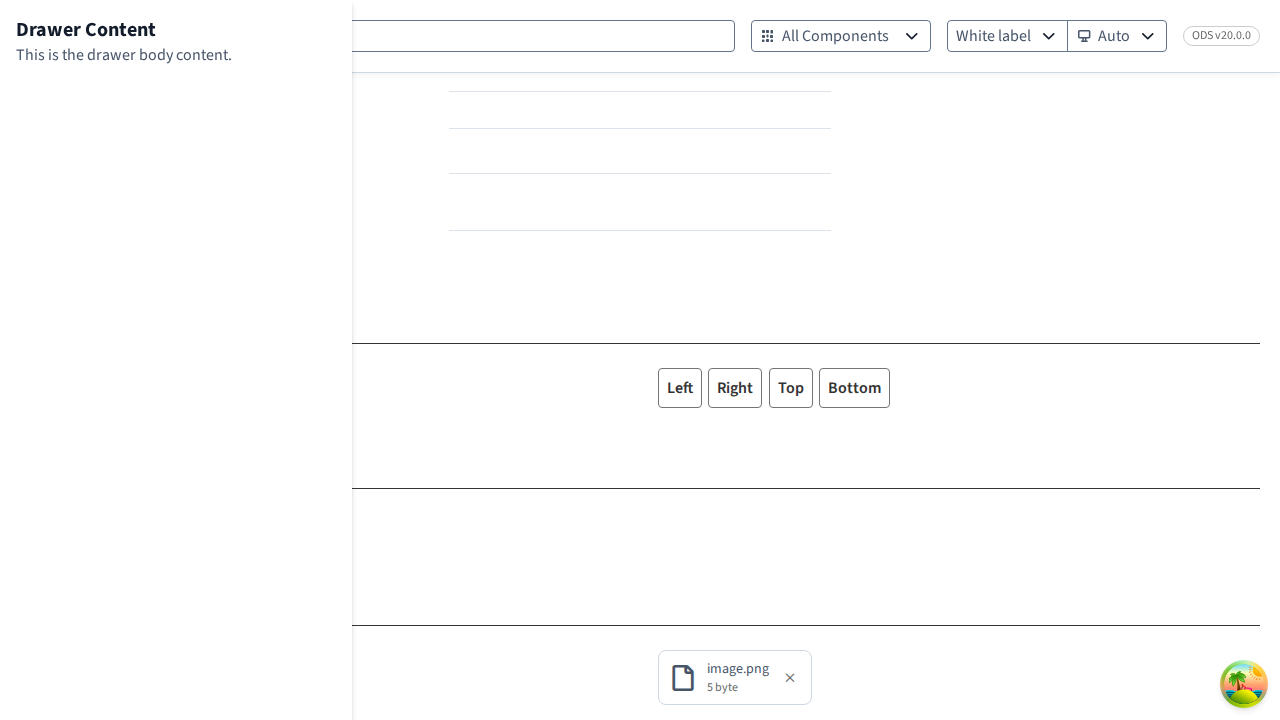 Drawer Content
This is the drawer body content.
All Components
White label
Auto
ODS v20.0.0
Left
Right
Top
Bottom
image.png
5 byte